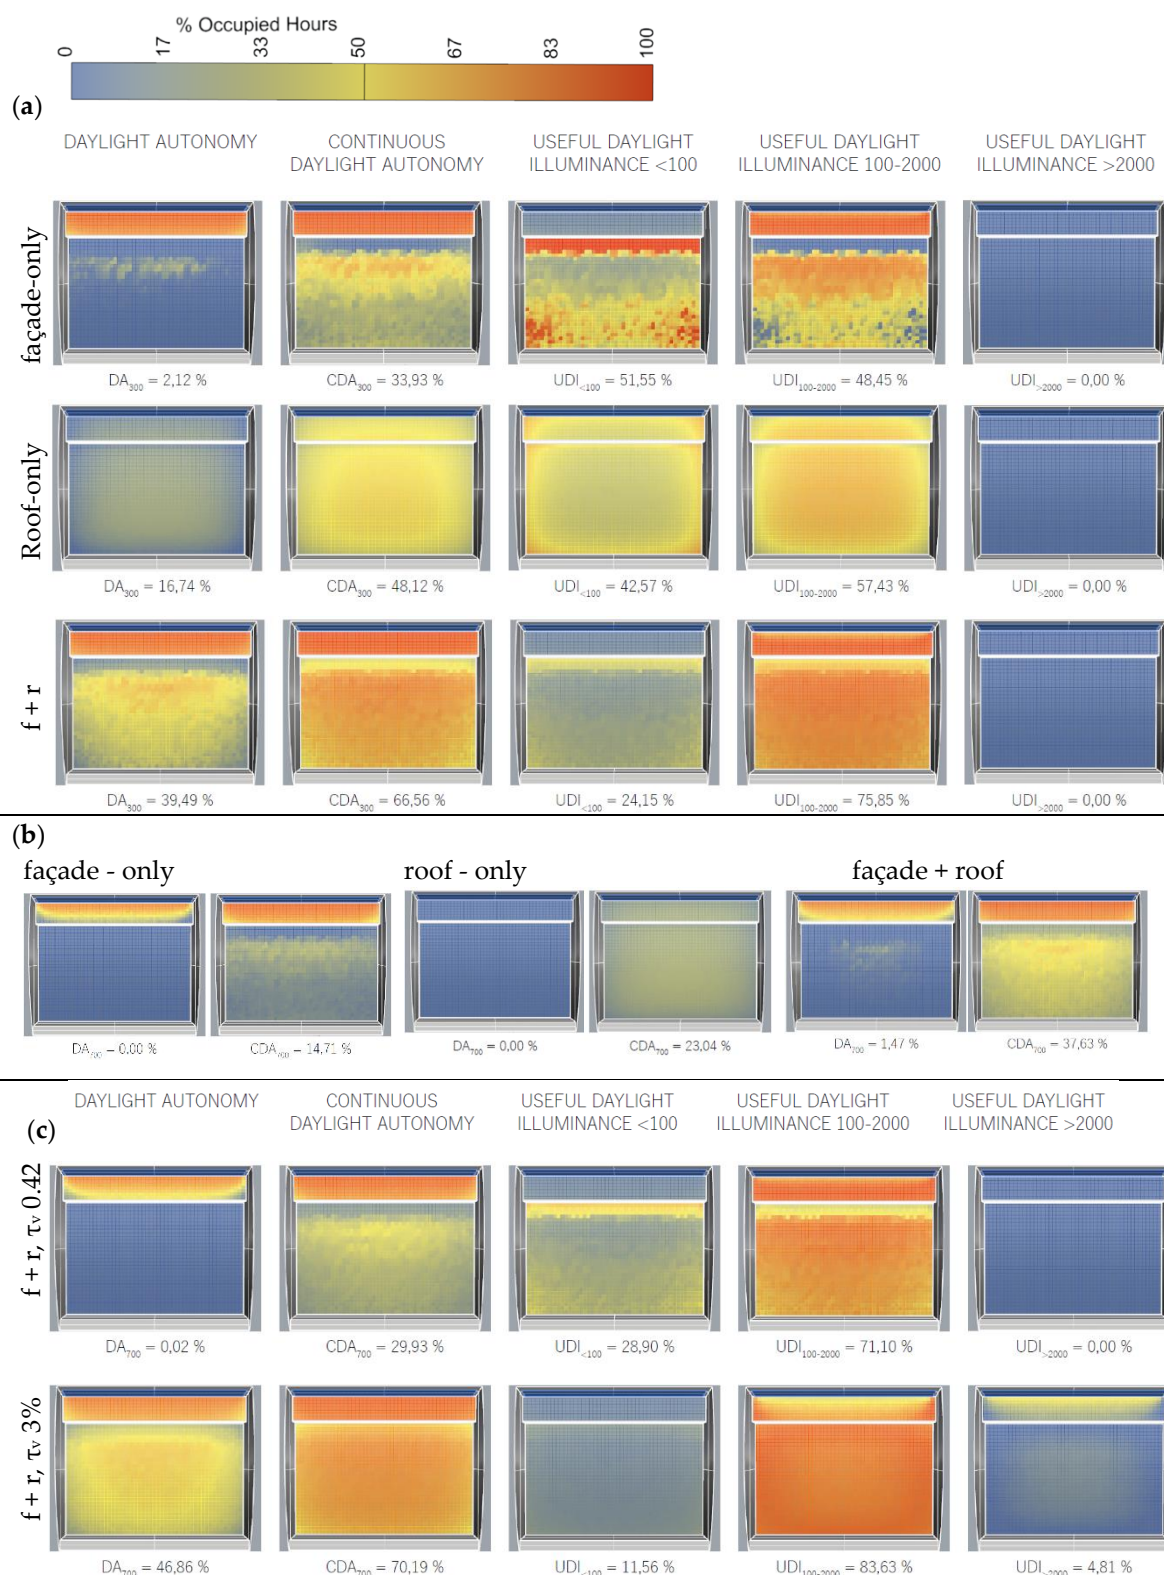 % Occupied Hours
0 17 33 50 67 83 100
(a)
DAYLIGHT AUTONOMY
CONTINUOUS
DAYLIGHT AUTONOMY
USEFUL DAYLIGHT
ILLUMINANCE <100
USEFUL DAYLIGHT
ILLUMINANCE 100-2000
USEFUL DAYLIGHT
ILLUMINANCE >2000
façade-only
DA300 = 2,12 %
CDA300 = 33,93 %
UDI<100 = 51,55 %
UDI100-2000 = 48,45 %
UDI>2000 = 0,00 %
Roof-only
DA300 = 16,74 %
CDA300 = 48,12 %
UDI<100 = 42,57 %
UDI100-2000 = 57,43 %
UDI>2000 = 0,00 %
f + r
DA300 = 39,49 %
CDA300 = 66,56 %
UDI<100 = 24,15 %
UDI100-2000 = 75,85 %
UDI>2000 = 0,00 %
(b)
façade - only
roof - only
façade + roof
DA700 = 0,00 %
CDA700 = 14,71 %
DA700 = 0,00 %
CDA700 = 23,04 %
DA700 = 1,47 %
CDA700 = 37,63 %
DAYLIGHT AUTONOMY
CONTINUOUS
DAYLIGHT AUTONOMY
USEFUL DAYLIGHT
ILLUMINANCE <100
USEFUL DAYLIGHT
ILLUMINANCE 100-2000
USEFUL DAYLIGHT
ILLUMINANCE >2000
(c)
f + r, τv 0.42
DA700 = 0,02 %
CDA700 = 29,93 %
UDI<100 = 28,90 %
UDI100-2000 = 71,10 %
UDI>2000 = 0,00 %
f + r, τv 3%
DA700 = 46,86 %
CDA700 = 70,19 %
UDI<100 = 11,56 %
UDI100-2000 = 83,63 %
UDI>2000 = 4,81 %